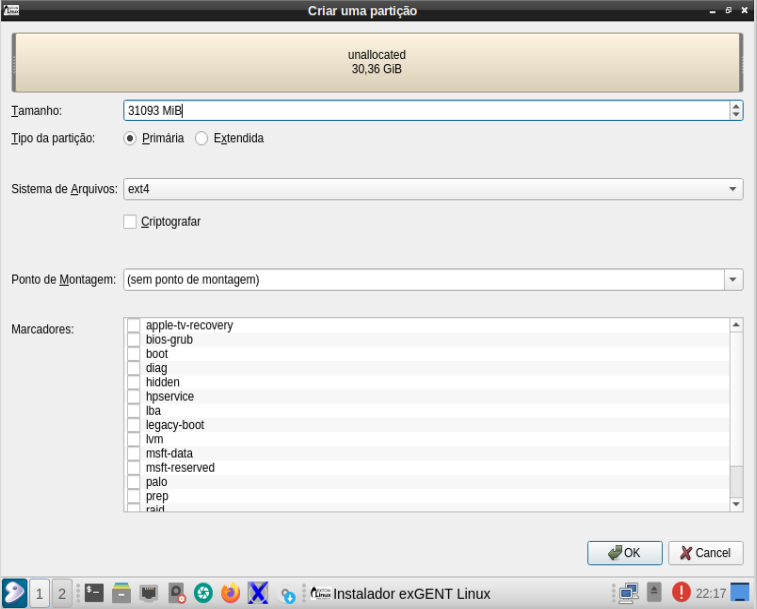 Criar uma partição
unallocated
30,36 GiB
Tamanho:
31093 MiB
Tipo da partição:
Primária
Extendida
Sistema de Arquivos:
ext4
Criptografar
Ponto de Montagem:
(sem ponto de montagem)
Marcadores:
apple-tv-recovery
bios-grub
boot
diag
hidden
hpservice
lba
legacy-boot
lvm
msft-data
msft-reserved
palo
prep
raid
OK
Cancel
1
2
Instalador exGENT Linux
22:17